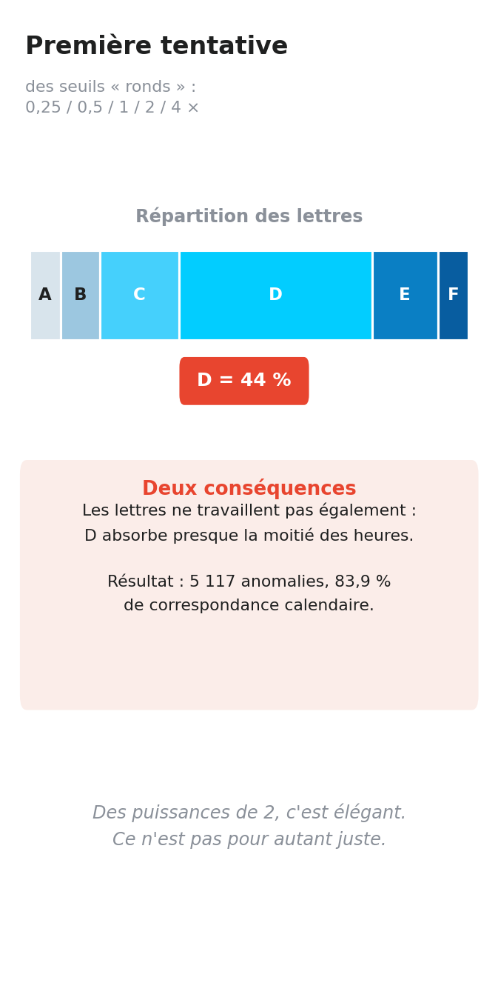 Première tentative
des seuils « ronds » :
0,25 / 0,5 / 1 / 2 / 4 ×
Répartition des lettres
A B C D E F
D = 44 %
Deux conséquences
Les lettres ne travaillent pas également :
D absorbe presque la moitié des heures.
Résultat : 5 117 anomalies, 83,9 %
de correspondance calendaire.
Des puissances de 2, c'est élégant.
Ce n'est pas pour autant juste.